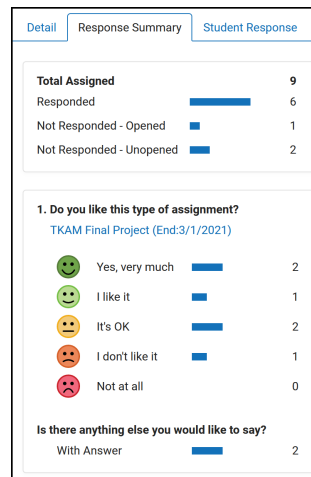 Detail Response Summary Student Response
Total Assigned 9
Responded 6
Not Responded - Opened 1
Not Responded - Unopened 2
1. Do you like this type of assignment?
TKAM Final Project (End:3/1/2021)
Yes, very much 2
I like it 1
It's OK 2
I don't like it 1
Not at all 0
Is there anything else you would like to say?
With Answer 2